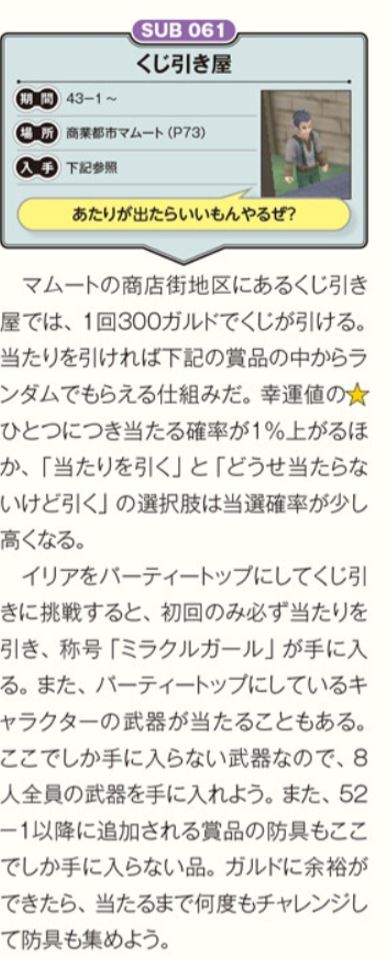 SUB 061
くじ引き屋
期間 43−1～
場所 商業都市マムート（P73）
入手 下記参照
あたりが出たらいいもんやるぜ？
マムートの商店街地区にあるくじ引き
屋では、1回300ガルドでくじが引ける。
当たりを引ければ下記の賞品の中からラ
ンダムでもらえる仕組みだ。幸運値の★
ひとつにつき当たる確率が1％上がるほ
か、「当たりを引く」と「どうせ当たらな
いけど引く」の選択肢は当選確率が少し
高くなる。
イリアをパーティートップにしてくじ引
きに挑戦すると、初回のみ必ず当たりを
引き、称号「ミラクルガール」が手に入
る。また、パーティートップにしているキ
ャラクターの武器が当たることもある。
ここでしか手に入らない武器なので、8
人全員の武器を手に入れよう。また、52
−1以降に追加される賞品の防具もここ
でしか手に入らない品。ガルドに余裕が
できたら、当たるまで何度もチャレンジし
て防具も集めよう。